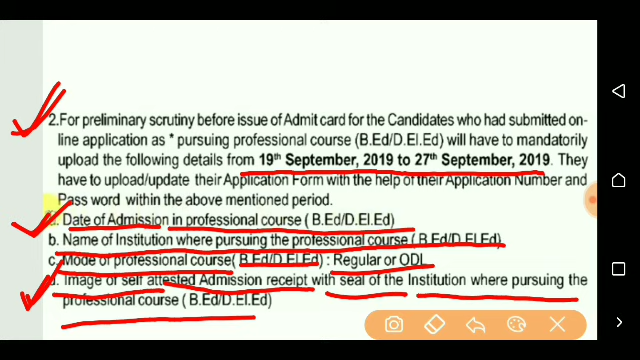 2.For preliminary scrutiny before issue of Admit card for the Candidates who had submitted on-
line application as * pursuing professional course (B.Ed/D.El.Ed) will have to mandatorily
upload the following details from 19th September, 2019 to 27th September, 2019. They
have to upload/update their Application Form with the help of their Application Number and
Pass word within the above mentioned period.
a. Date of Admission in professional course ( B.Ed/D.El.Ed)
b. Name of Institution where pursuing the professional course ( B.Ed/D.El.Ed)
c. Mode of professional course( B.Ed/D.El.Ed) : Regular or ODL
d. Image of self attested Admission receipt with seal of the Institution where pursuing the
professional course ( B.Ed/D.El.Ed)